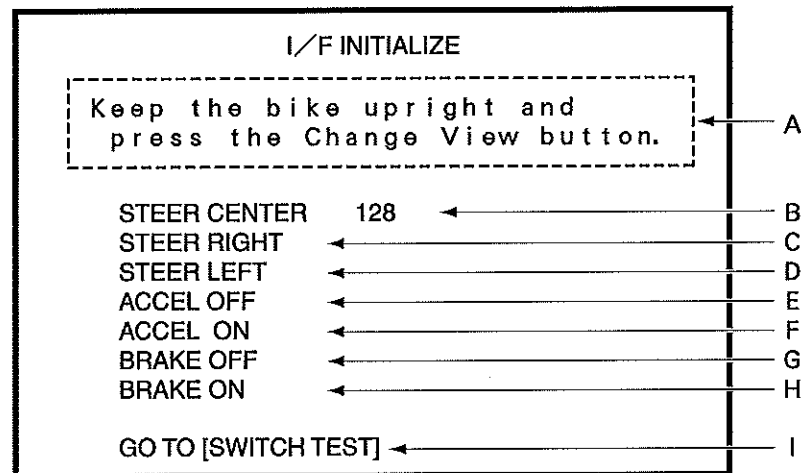 I/F INITIALIZE
Keep the bike upright and
press the Change View button.
A
STEER CENTER 128 B
STEER RIGHT C
STEER LEFT D
ACCEL OFF E
ACCEL ON F
BRAKE OFF G
BRAKE ON H
GO TO [SWITCH TEST] I